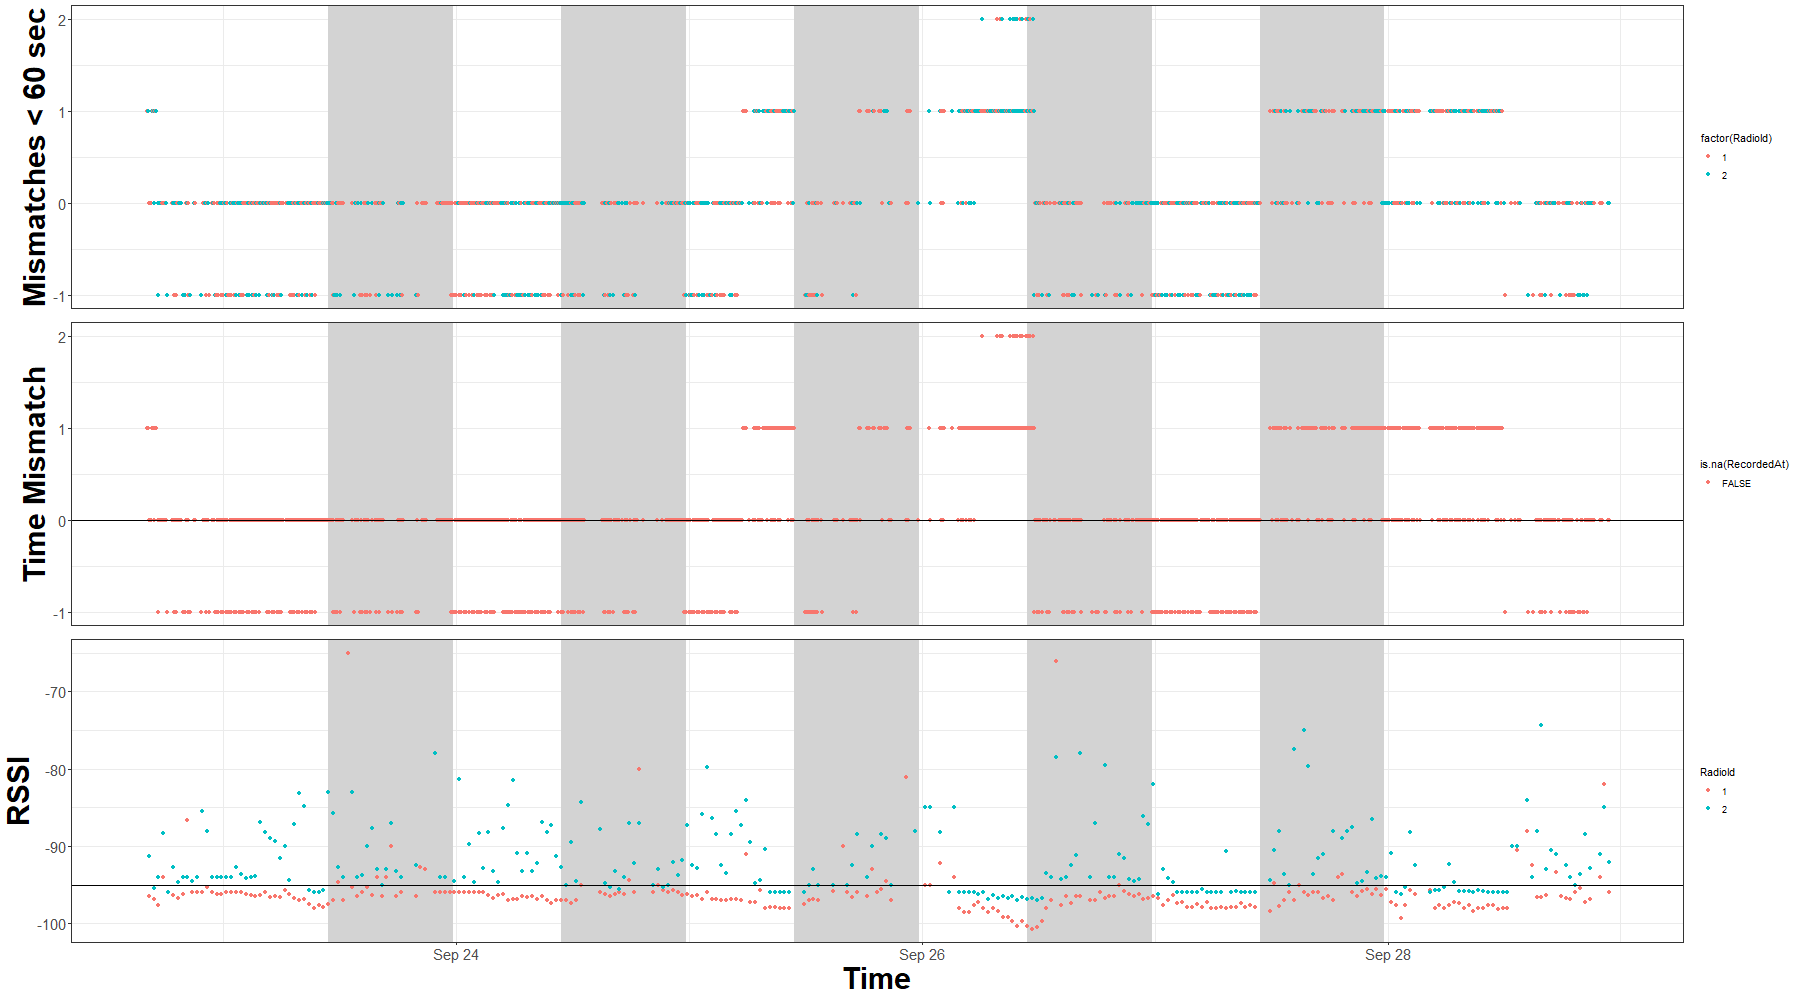 Mismatches < 60 sec
2
1
0
-1
factor(RadioId)
1
2
Time Mismatch
2
1
0
-1
is.na(RecordedAt)
FALSE
RSSI
-70
-80
-90
-100
RadioId
1
2
Sep 24
Sep 26
Sep 28
Time